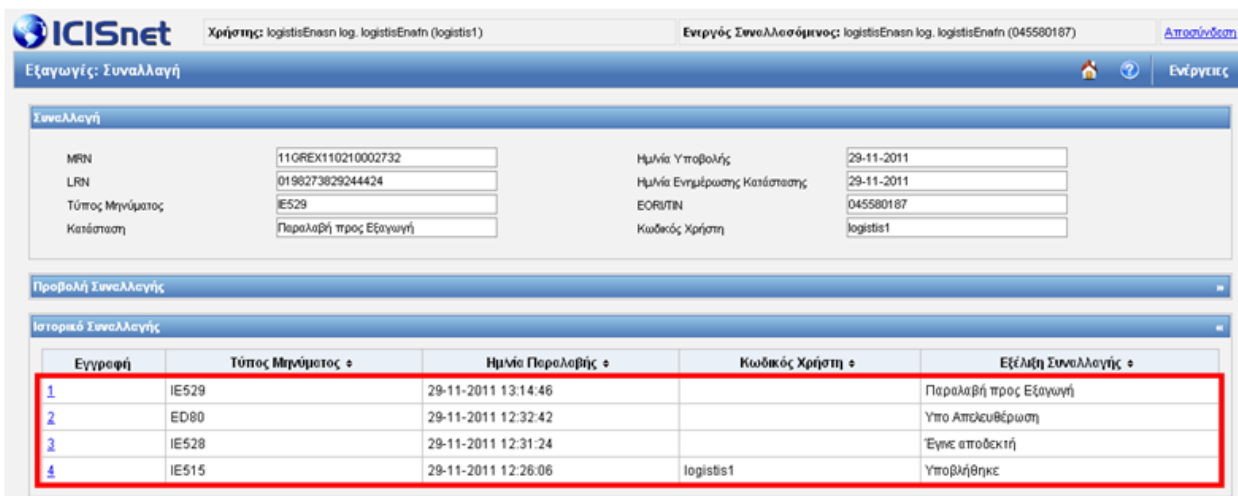 ICISnet Χρήστης: logistisEnasn log. logistisEnafn (logistis1) Ενεργός Συναλλασόμενος: logistisEnasn log. logistisEnafn (045580187) Αποσύνδεση
Εξαγωγές: Συναλλαγή Ενέργειες
Συναλλαγή
MRN 11GREX110210002732 Ημ/νία Υποβολής 29-11-2011
LRN 0198273829244424 Ημ/νία Ενημέρωσης Κατάστασης 29-11-2011
Τύπος Μηνύματος IE529 EORI/TIN 045580187
Κατάσταση Παραλαβή προς Εξαγωγή Κωδικός Χρήστη logistis1
Προβολή Συναλλαγής
Ιστορικό Συναλλαγής
Εγγραφή Τύπος Μηνύματος Ημ/νία Παραλαβής Κωδικός Χρήστη Εξέλιξη Συναλλαγής
1 IE529 29-11-2011 13:14:46 Παραλαβή προς Εξαγωγή
2 ED80 29-11-2011 12:32:42 Υπο Απελευθέρωση
3 IE528 29-11-2011 12:31:24 Έγινε αποδεκτή
4 IE515 29-11-2011 12:26:06 logistis1 Υποβλήθηκε